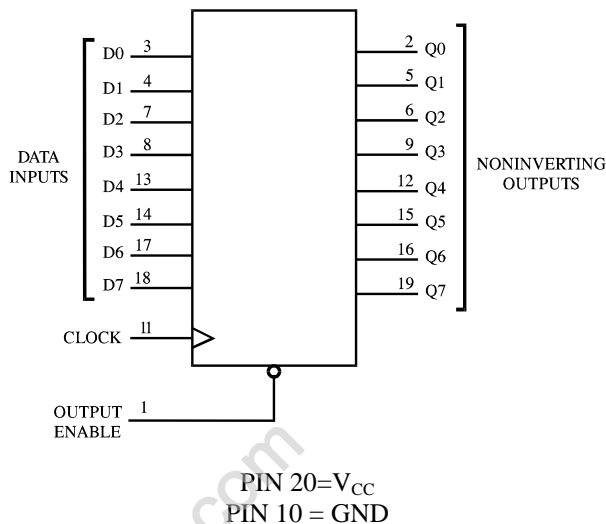 D0 3
D1 4
D2 7
D3 8
D4 13
D5 14
D6 17
D7 18
DATA
INPUTS
CLOCK 11
OUTPUT
ENABLE
1
2 Q0
5 Q1
6 Q2
9 Q3
12 Q4
15 Q5
16 Q6
19 Q7
NONINVERTING
OUTPUTS
PIN 20=VCC
PIN 10 = GND
.com